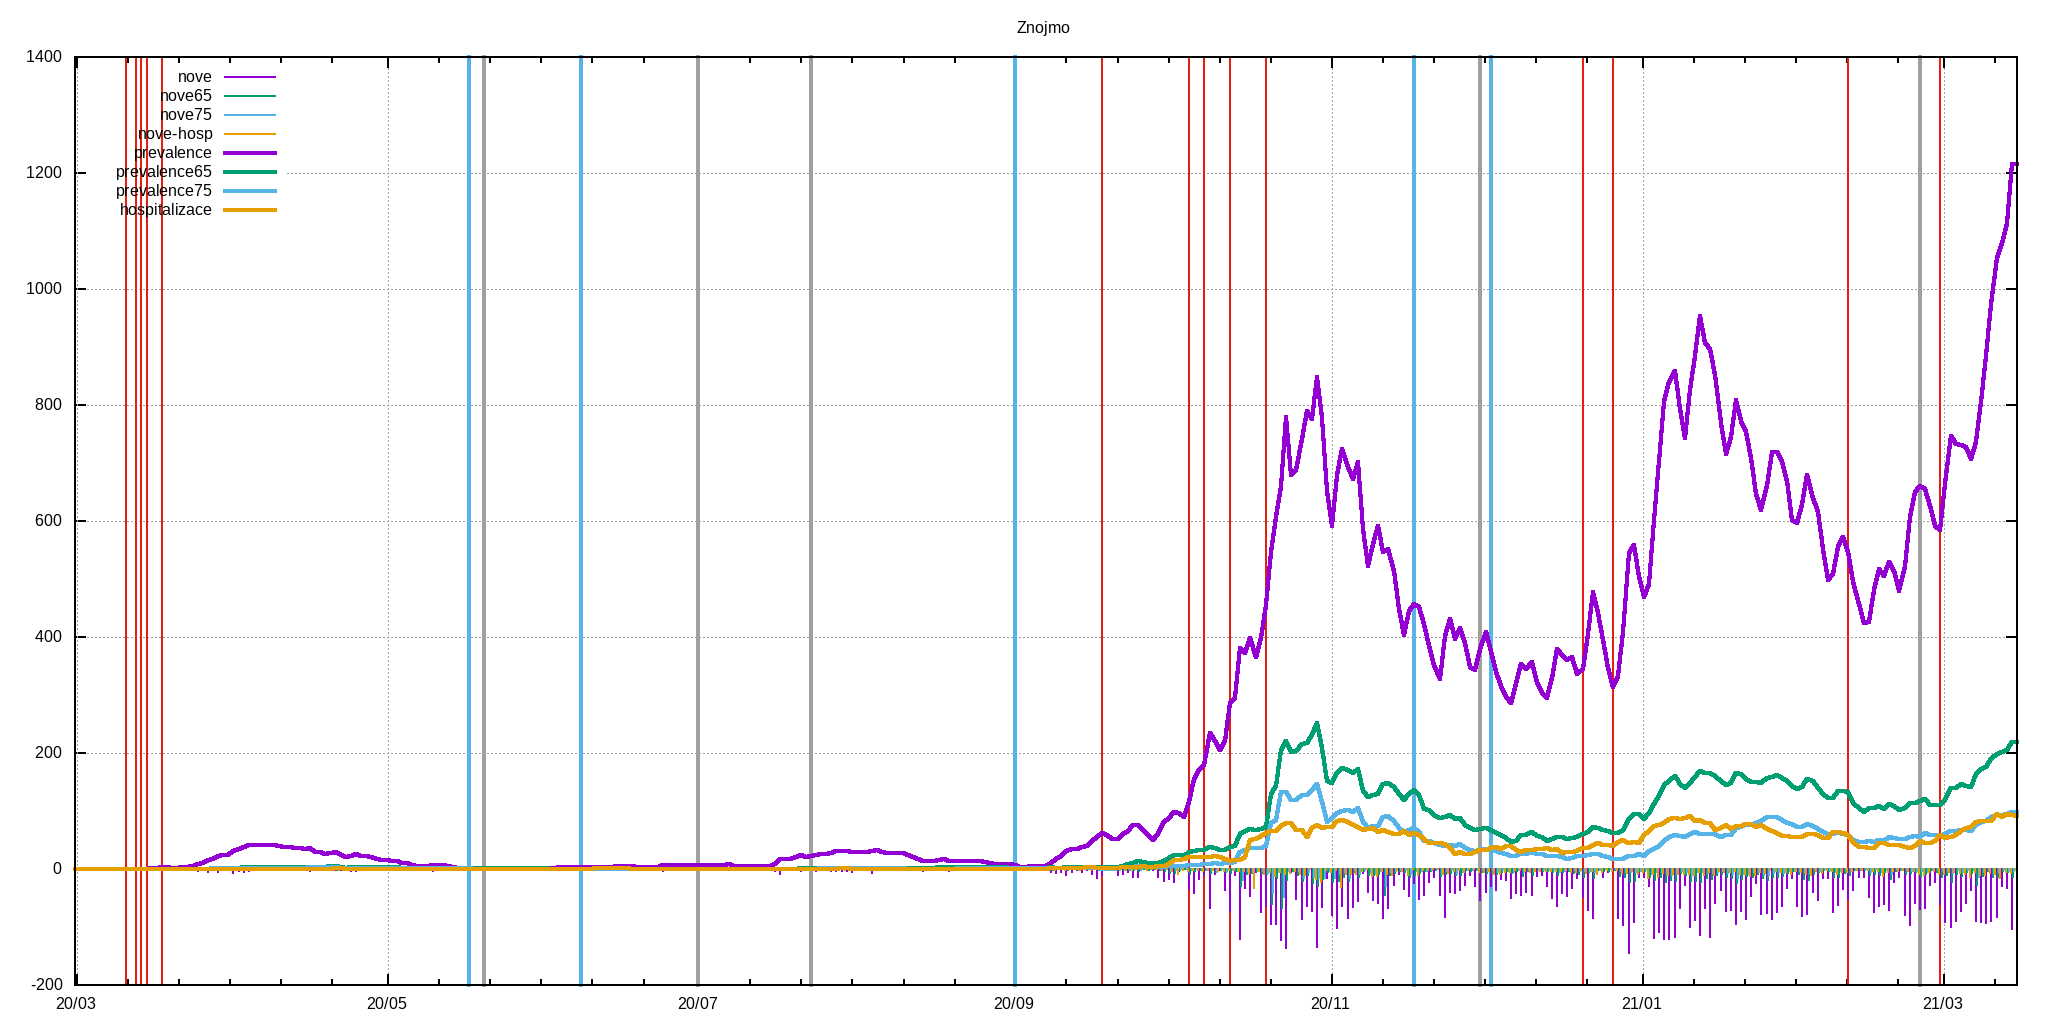 Znojmo
1400
1200
1000
800
600
400
200
0
-200
nove
nove65
nove75
nove-hosp
prevalence
prevalence65
prevalence75
hospitalizace
20/03 20/05 20/07 20/09 20/11 21/01 21/03